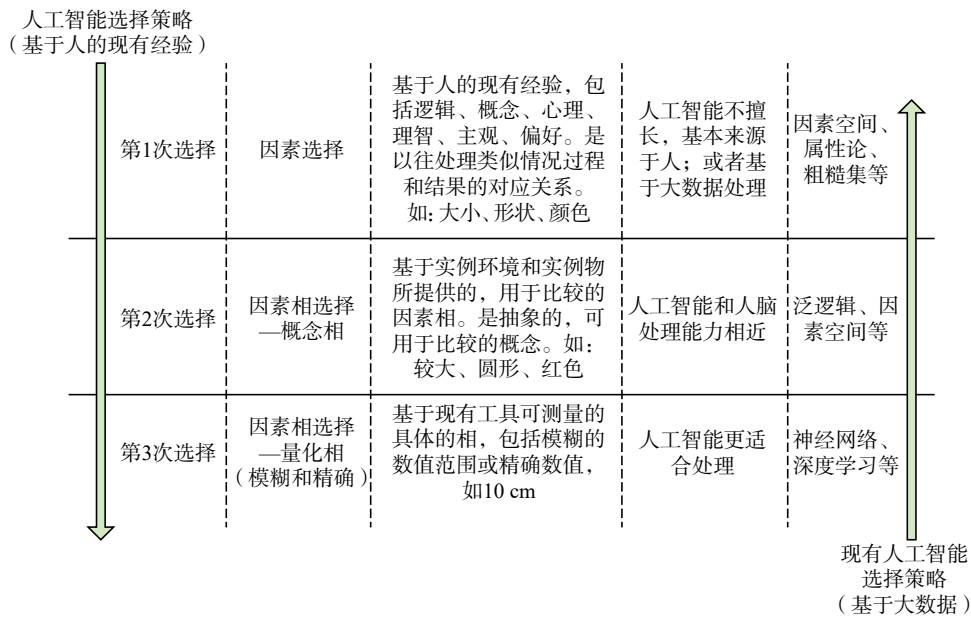 人工智能选择策略
（基于人的现有经验）
第1次选择
因素选择
基于人的现有经验，包
括逻辑、概念、心理、
理智、主观、偏好。是
以往处理类似情况过程
和结果的对应关系。
如：大小、形状、颜色
人工智能不擅
长，基本来源
于人；或者基
于大数据处理
因素空间、
属性论、
粗糙集等
第2次选择
因素相选择
—概念相
基于实例环境和实例物
所提供的，用于比较的
因素相。是抽象的，可
用于比较的概念。如：
较大、圆形、红色
人工智能和人脑
处理能力相近
泛逻辑、因
素空间等
第3次选择
因素相选择
—量化相
（模糊和精确）
基于现有工具可测量的
具体的相，包括模糊的
数值范围或精确数值，
如10 cm
人工智能更适
合处理
神经网络、
深度学习等
现有人工智能
选择策略
（基于大数据）